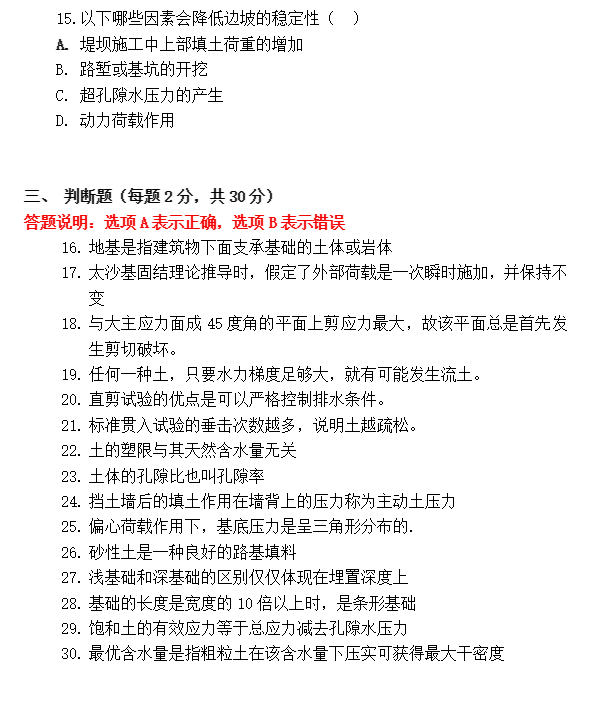 15.以下哪些因素会降低边坡的稳定性（ ）
A. 堤坝施工中上部填土荷重的增加
B. 路堑或基坑的开挖
C. 超孔隙水压力的产生
D. 动力荷载作用
三、 判断题（每题2分，共30分）
答题说明：选项A表示正确，选项B表示错误
16. 地基是指建筑物下面支承基础的土体或岩体
17. 太沙基固结理论推导时，假定了外部荷载是一次瞬时施加，并保持不
变
18. 与大主应力面成45度角的平面上剪应力最大，故该平面总是首先发
生剪切破坏。
19. 任何一种土，只要水力梯度足够大，就有可能发生流土。
20. 直剪试验的优点是可以严格控制排水条件。
21. 标准贯入试验的垂击次数越多，说明土越疏松。
22. 土的塑限与其天然含水量无关
23. 土体的孔隙比也叫孔隙率
24. 挡土墙后的填土作用在墙背上的压力称为主动土压力
25. 偏心荷载作用下，基底压力是呈三角形分布的.
26. 砂性土是一种良好的路基填料
27. 浅基础和深基础的区别仅仅体现在埋置深度上
28. 基础的长度是宽度的10倍以上时，是条形基础
29. 饱和土的有效应力等于总应力减去孔隙水压力
30. 最优含水量是指粗粒土在该含水量下压实可获得最大干密度